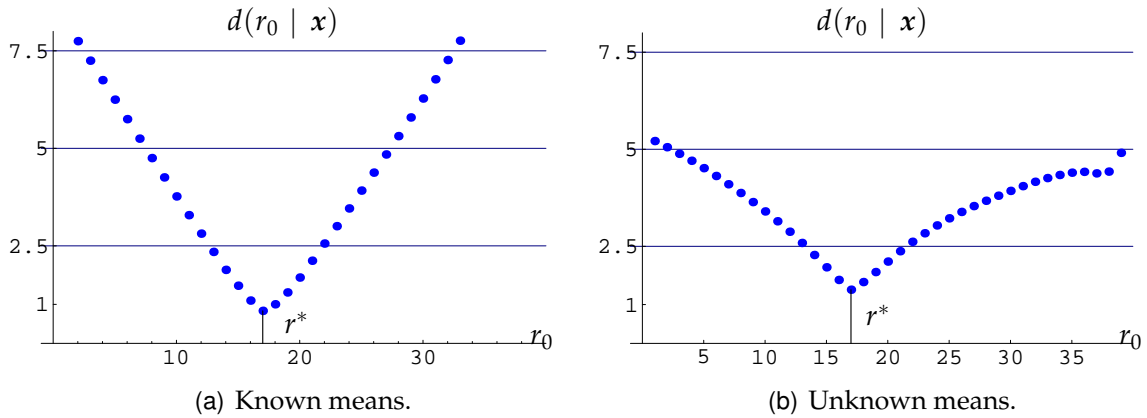 d(r₀ | x)
7.5
5
2.5
1
r*
r₀
10 20 30
(a) Known means.
d(r₀ | x)
7.5
5
2.5
1
r*
r₀
5 10 15 20 25 30 35
(b) Unknown means.